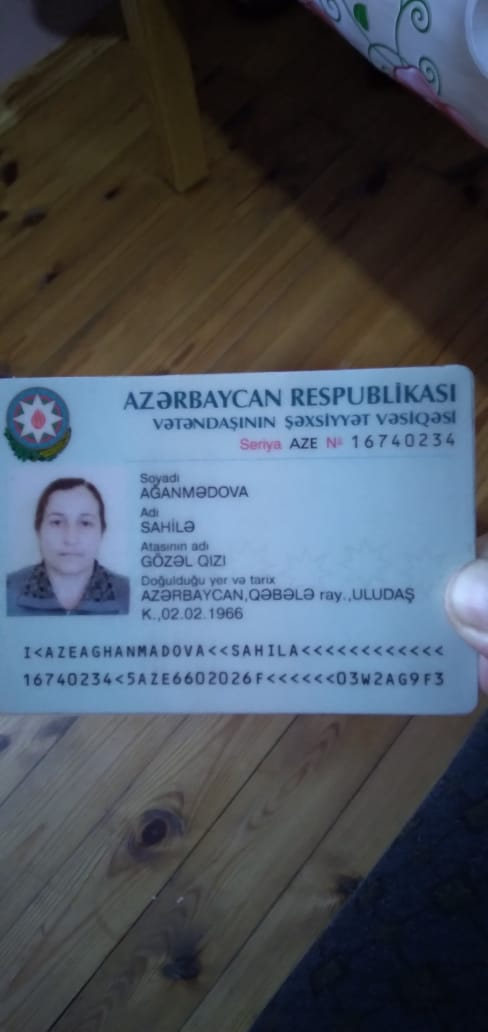 AZƏRBAYCAN RESPUBLİKASI
VƏTƏNDAŞININ ŞƏXSİYYƏT VƏSİQƏSİ
Seriya AZE № 16740234
Soyadı
AĞANMƏDOVA
Adı
SAHİLƏ
Atasının adı
GÖZƏL QIZI
Doğulduğu yer və tarix
AZƏRBAYCAN,QƏBƏLƏ ray.,ULUDAŞ
K.,02.02.1966
I<AZEAGHANMADOVA<<SAHILA<<<<<<<<<<<<
16740234<5AZE6602026F<<<<<<03W2AG9F3